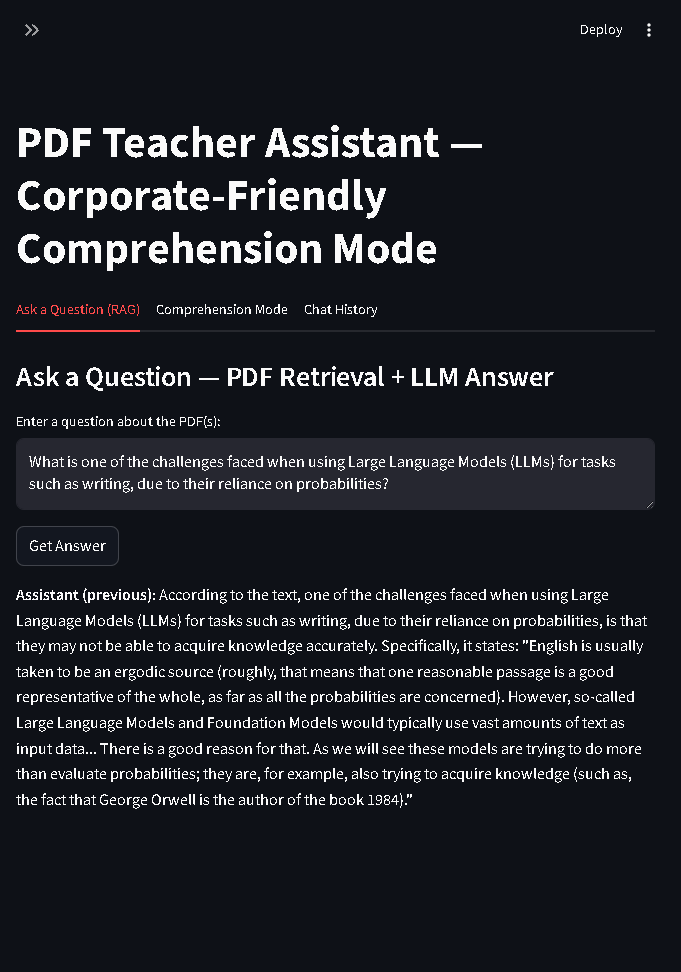 Deploy
PDF Teacher Assistant —
Corporate-Friendly
Comprehension Mode
Ask a Question (RAG) Comprehension Mode Chat History
Ask a Question — PDF Retrieval + LLM Answer
Enter a question about the PDF(s):
What is one of the challenges faced when using Large Language Models (LLMs) for tasks
such as writing, due to their reliance on probabilities?
Get Answer
Assistant (previous): According to the text, one of the challenges faced when using Large
Language Models (LLMs) for tasks such as writing, due to their reliance on probabilities, is that
they may not be able to acquire knowledge accurately. Specifically, it states: "English is usually
taken to be an ergodic source (roughly, that means that one reasonable passage is a good
representative of the whole, as far as all the probabilities are concerned). However, so-called
Large Language Models and Foundation Models would typically use vast amounts of text as
input data... There is a good reason for that. As we will see these models are trying to do more
than evaluate probabilities; they are, for example, also trying to acquire knowledge (such as,
the fact that George Orwell is the author of the book 1984)."